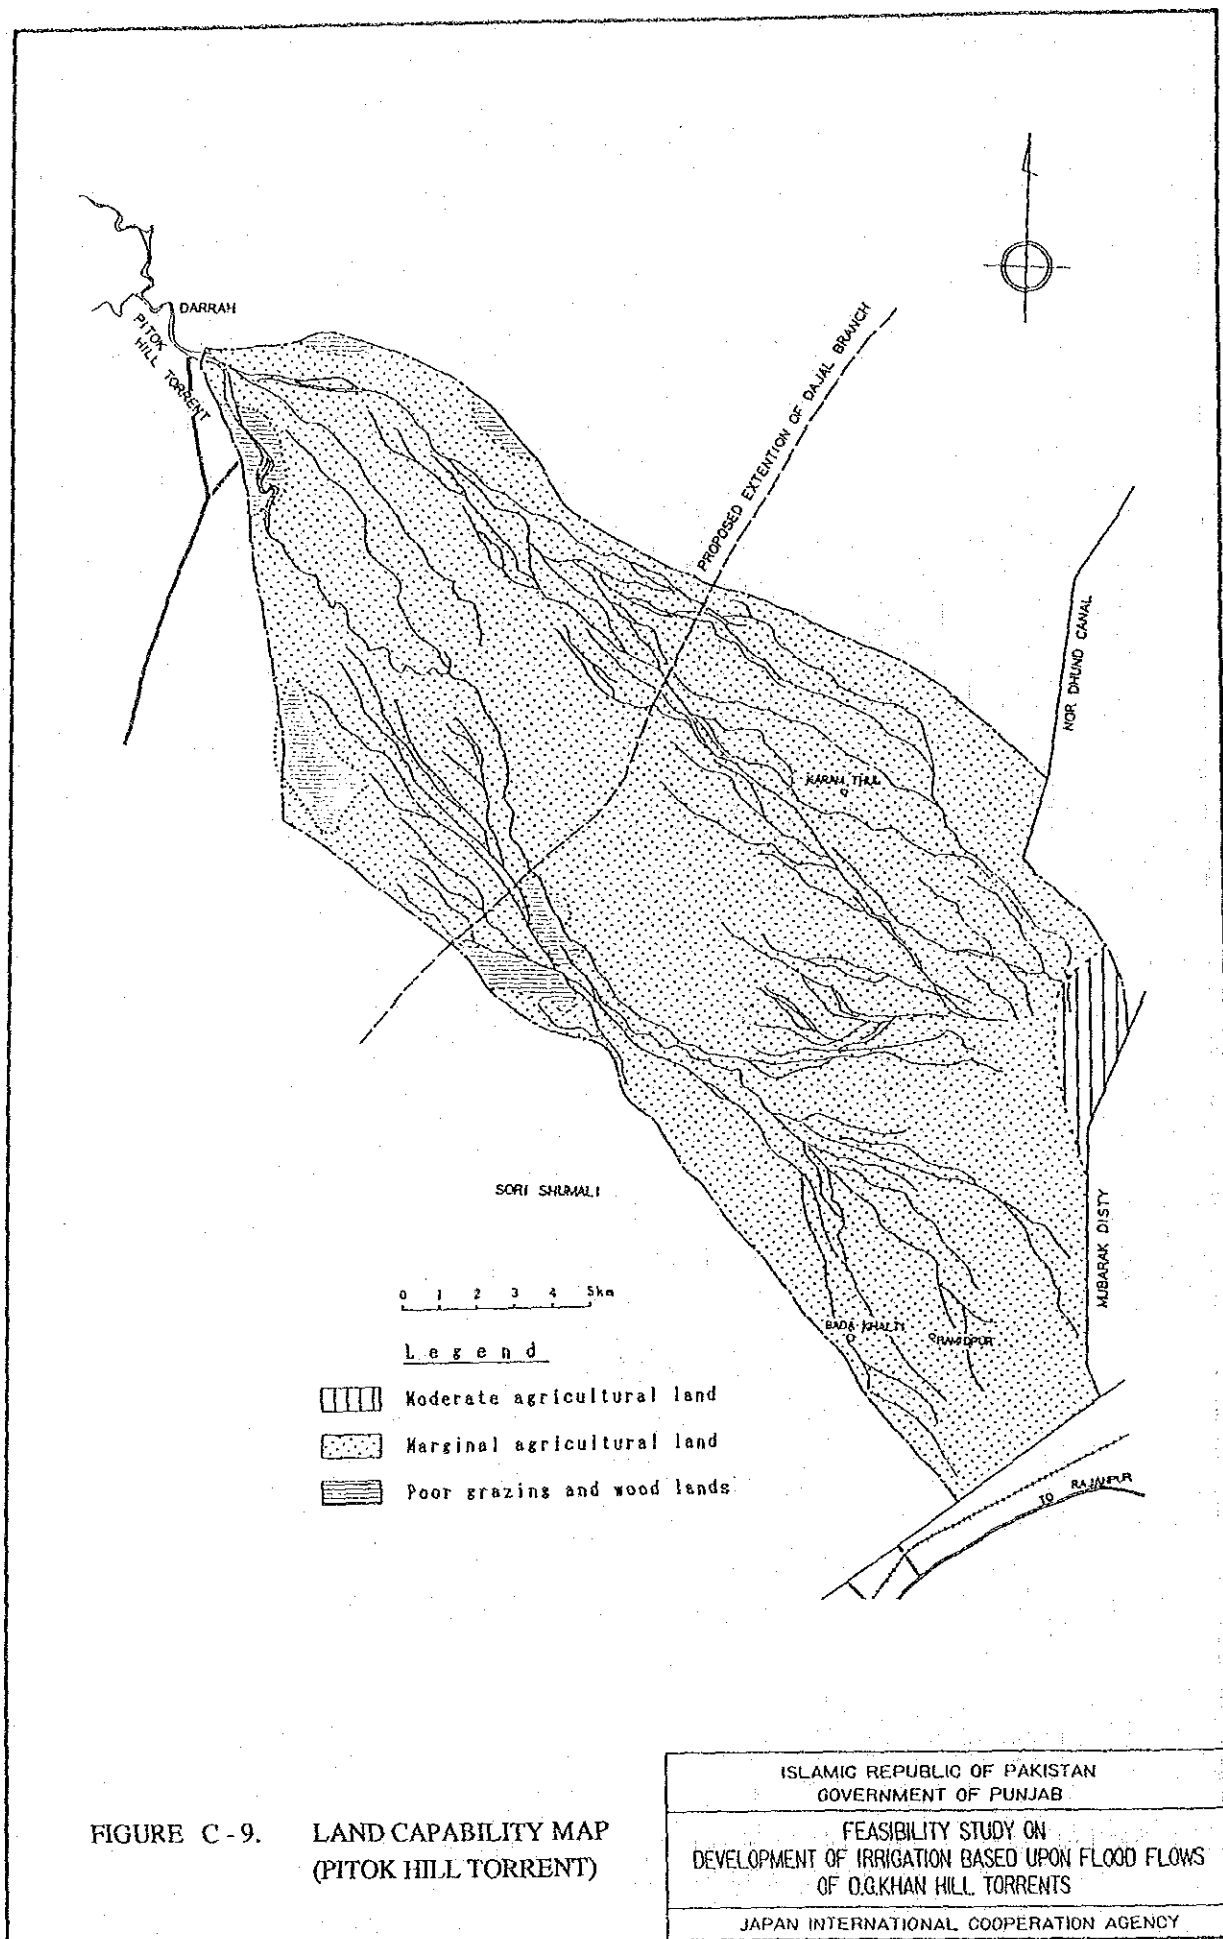 DARRAH
PITOK
HILL TORRENT
PROPOSED EXTENTION OF DAJAL BRANCH
NOR DHUND CANAL
KARAM THUL
SORI SHUMALI
MUBARAK DISTY
0 1 2 3 4 5km
BADA KHALTI
HAMIDPUR
Legend
Moderate agricultural land
Marginal agricultural land
Poor grazing and wood lands
TO RAJANPUR
FIGURE C-9. LAND CAPABILITY MAP
(PITOK HILL TORRENT)
ISLAMIC REPUBLIC OF PAKISTAN
GOVERNMENT OF PUNJAB
FEASIBILITY STUDY ON
DEVELOPMENT OF IRRIGATION BASED UPON FLOOD FLOWS
OF D.G.KHAN HILL TORRENTS
JAPAN INTERNATIONAL COOPERATION AGENCY